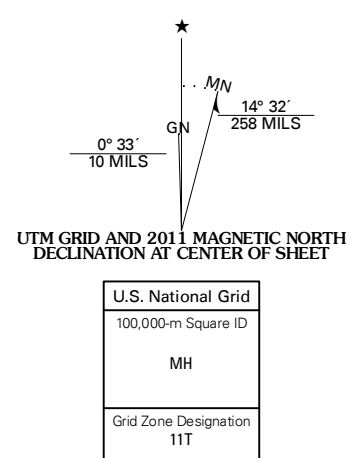 ★
MN
GN
14° 32´
258 MILS
0° 33´
10 MILS
UTM GRID AND 2011 MAGNETIC NORTH
DECLINATION AT CENTER OF SHEET
U.S. National Grid
100,000-m Square ID
MH
Grid Zone Designation
11T